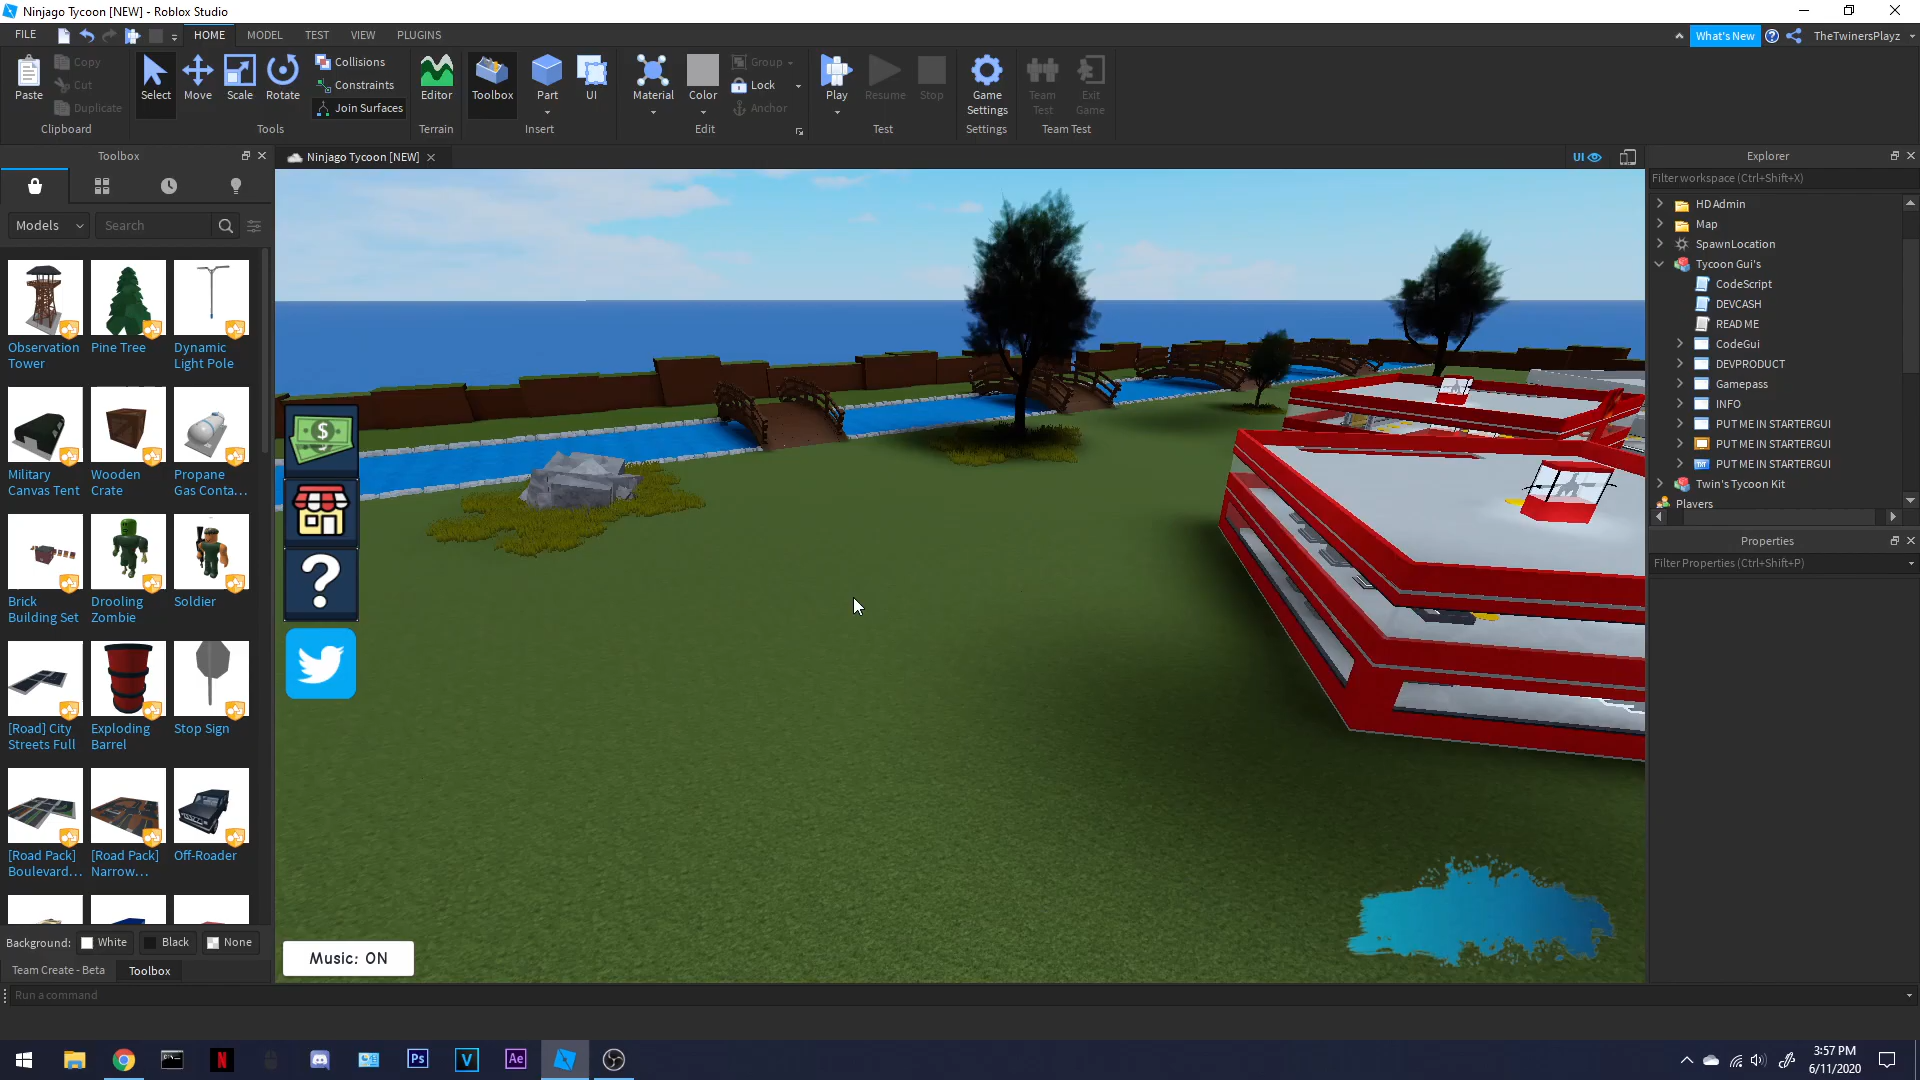 Ninjago Tycoon [NEW] - Roblox Studio
FILE
HOME
MODEL
TEST
VIEW
PLUGINS
What's New
TheTwinersPlayz
Paste
Copy
Cut
Duplicate
Clipboard
Select
Move
Scale
Rotate
Collisions
Constraints
Join Surfaces
Tools
Editor
Terrain
Toolbox
Part
UI
Insert
Material
Color
Group
Lock
Anchor
Edit
Play
Resume
Stop
Test
Game
Settings
Settings
Team
Test
Exit
Game
Team Test
Toolbox
Models
Search
Observation
Tower
Pine Tree
Dynamic
Light Pole
Military
Canvas Tent
Wooden
Crate
Propane
Gas Conta...
Brick
Building Set
Drooling
Zombie
Soldier
[Road] City
Streets Full
Exploding
Barrel
Stop Sign
[Road Pack]
Boulevard...
[Road Pack]
Narrow...
Off-Roader
Background:
White
Black
None
Team Create - Beta
Toolbox
Run a command
Ninjago Tycoon [NEW]
UI
$
?
Music: ON
Explorer
Filter workspace (Ctrl+Shift+X)
HD Admin
Map
SpawnLocation
Tycoon Gui's
CodeScript
DEVCASH
READ ME
CodeGui
DEVPRODUCT
Gamepass
INFO
PUT ME IN STARTERGUI
PUT ME IN STARTERGUI
TXT
PUT ME IN STARTERGUI
Twin's Tycoon Kit
Players
Properties
Filter Properties (Ctrl+Shift+P)
N
Ps
V
Ae
3:57 PM
6/11/2020